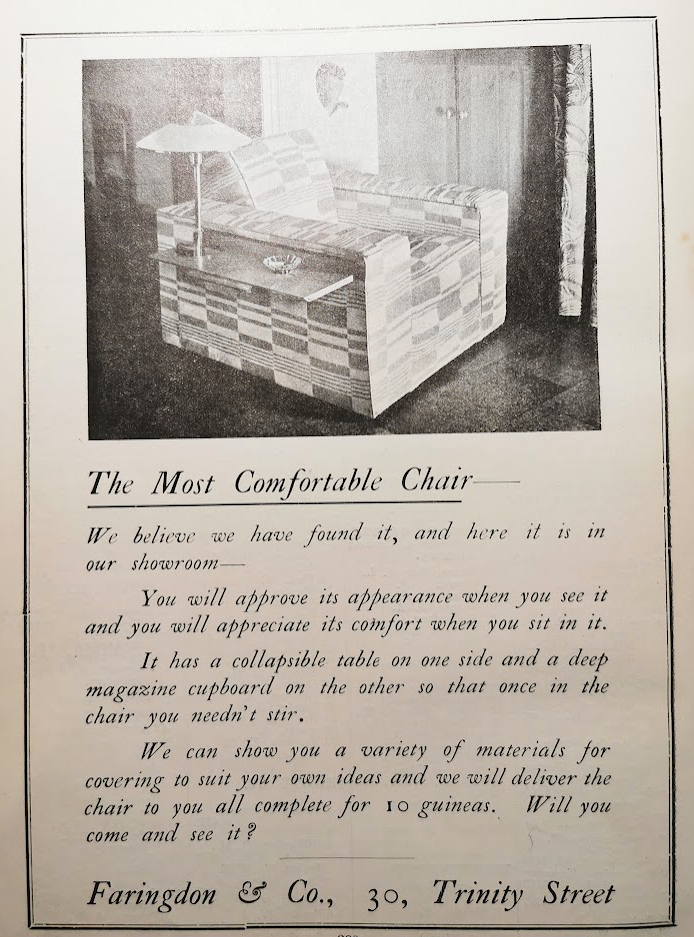 The Most Comfortable Chair—
We believe we have found it, and here it is in
our showroom—
You will approve its appearance when you see it
and you will appreciate its comfort when you sit in it.
It has a collapsible table on one side and a deep
magazine cupboard on the other so that once in the
chair you needn't stir.
We can show you a variety of materials for
covering to suit your own ideas and we will deliver the
chair to you all complete for 10 guineas. Will you
come and see it?
Faringdon & Co., 30, Trinity Street